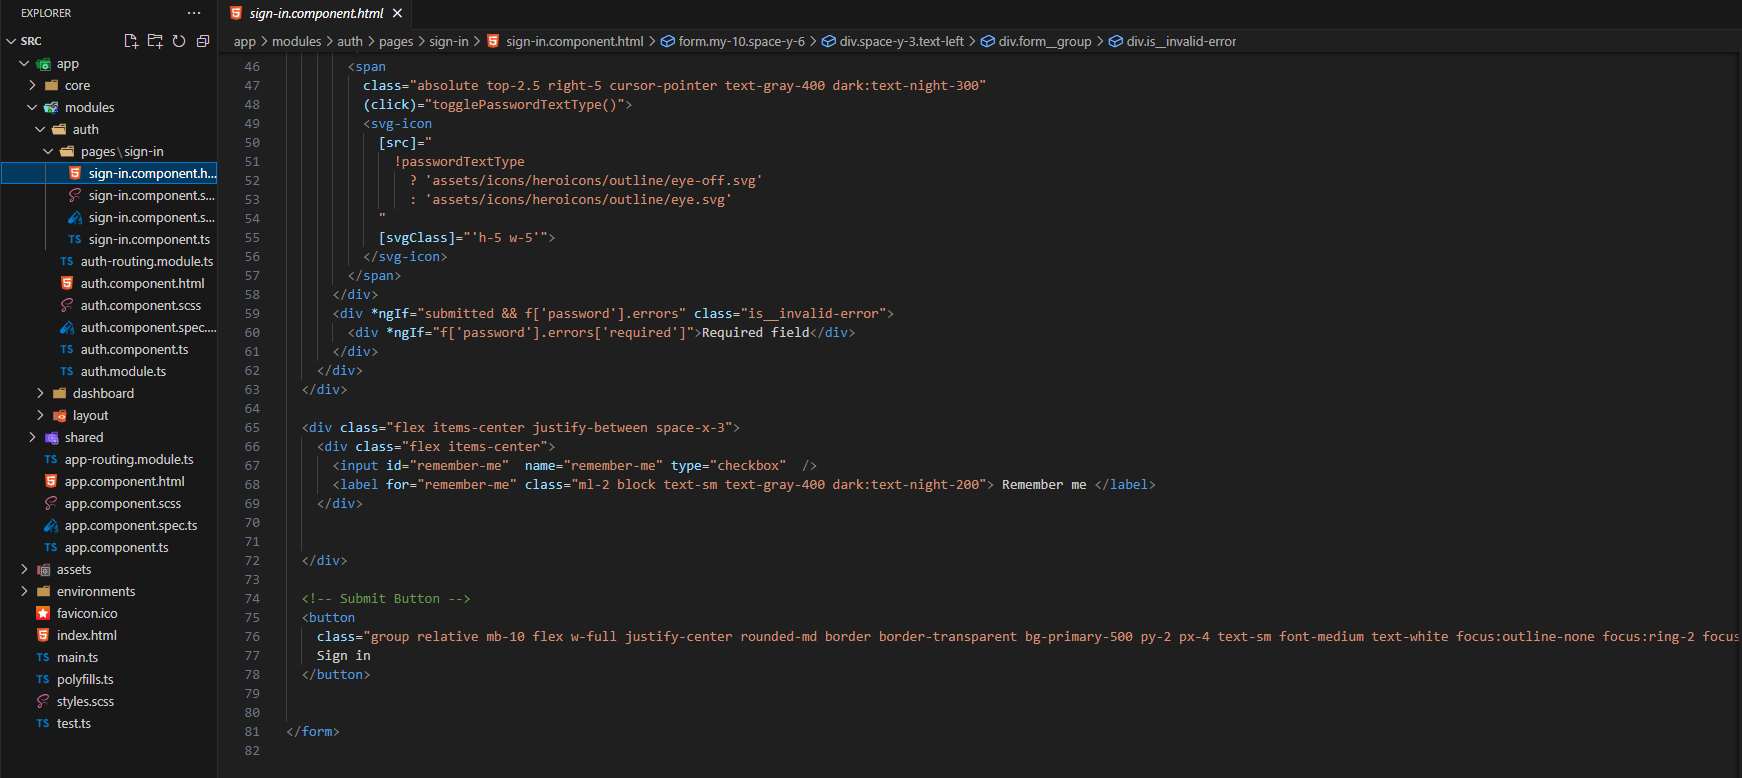 EXPLORER ...
SRC
app
core
modules
auth
pages\sign-in
sign-in.component.h...
sign-in.component.s...
sign-in.component.s...
TS sign-in.component.ts
TS auth-routing.module.ts
auth.component.html
auth.component.scss
auth.component.spec....
TS auth.component.ts
TS auth.module.ts
dashboard
layout
shared
TS app-routing.module.ts
app.component.html
app.component.scss
app.component.spec.ts
TS app.component.ts
assets
environments
favicon.ico
index.html
TS main.ts
TS polyfills.ts
styles.scss
TS test.ts
sign-in.component.html
app > modules > auth > pages > sign-in > sign-in.component.html > form.my-10.space-y-6 > div.space-y-3.text-left > div.form__group > div.is__invalid-error
46 <span
47 class="absolute top-2.5 right-5 cursor-pointer text-gray-400 dark:text-night-300"
48 (click)="togglePasswordTextType()">
49 <svg-icon
50 [src]="
51 !passwordTextType
52 ? 'assets/icons/heroicons/outline/eye-off.svg'
53 : 'assets/icons/heroicons/outline/eye.svg'
54 "
55 [svgClass]="'h-5 w-5'">
56 </svg-icon>
57 </span>
58 </div>
59 <div *ngIf="submitted && f['password'].errors" class="is__invalid-error">
60 <div *ngIf="f['password'].errors['required']">Required field</div>
61 </div>
62 </div>
63 </div>
64
65 <div class="flex items-center justify-between space-x-3">
66 <div class="flex items-center">
67 <input id="remember-me" name="remember-me" type="checkbox" />
68 <label for="remember-me" class="ml-2 block text-sm text-gray-400 dark:text-night-200"> Remember me </label>
69 </div>
70
71
72 </div>
73
74 <!-- Submit Button -->
75 <button
76 class="group relative mb-10 flex w-full justify-center rounded-md border border-transparent bg-primary-500 py-2 px-4 text-sm font-medium text-white focus:outline-none focus:ring-2 focus
77 Sign in
78 </button>
79
80
81 </form>
82